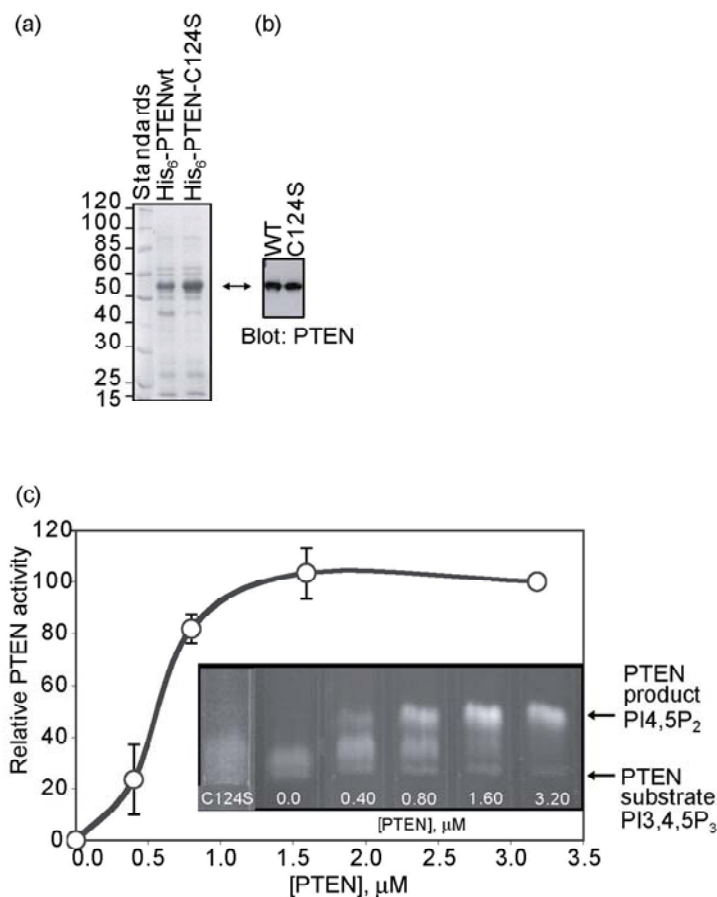 (a)
(b)
Standards
His₆-PTENwt
His₆-PTEN-C124S
120
100
85
60
50
40
30
25
15
WT
C124S
Blot: PTEN
(c)
Relative PTEN activity
120
100
80
60
40
20
0
C124S 0.0 0.40 0.80 1.60 3.20
[PTEN], μM
PTEN
product
PI4,5P₂
PTEN
substrate
PI3,4,5P₃
0.0 0.5 1.0 1.5 2.0 2.5 3.0 3.5
[PTEN], μM